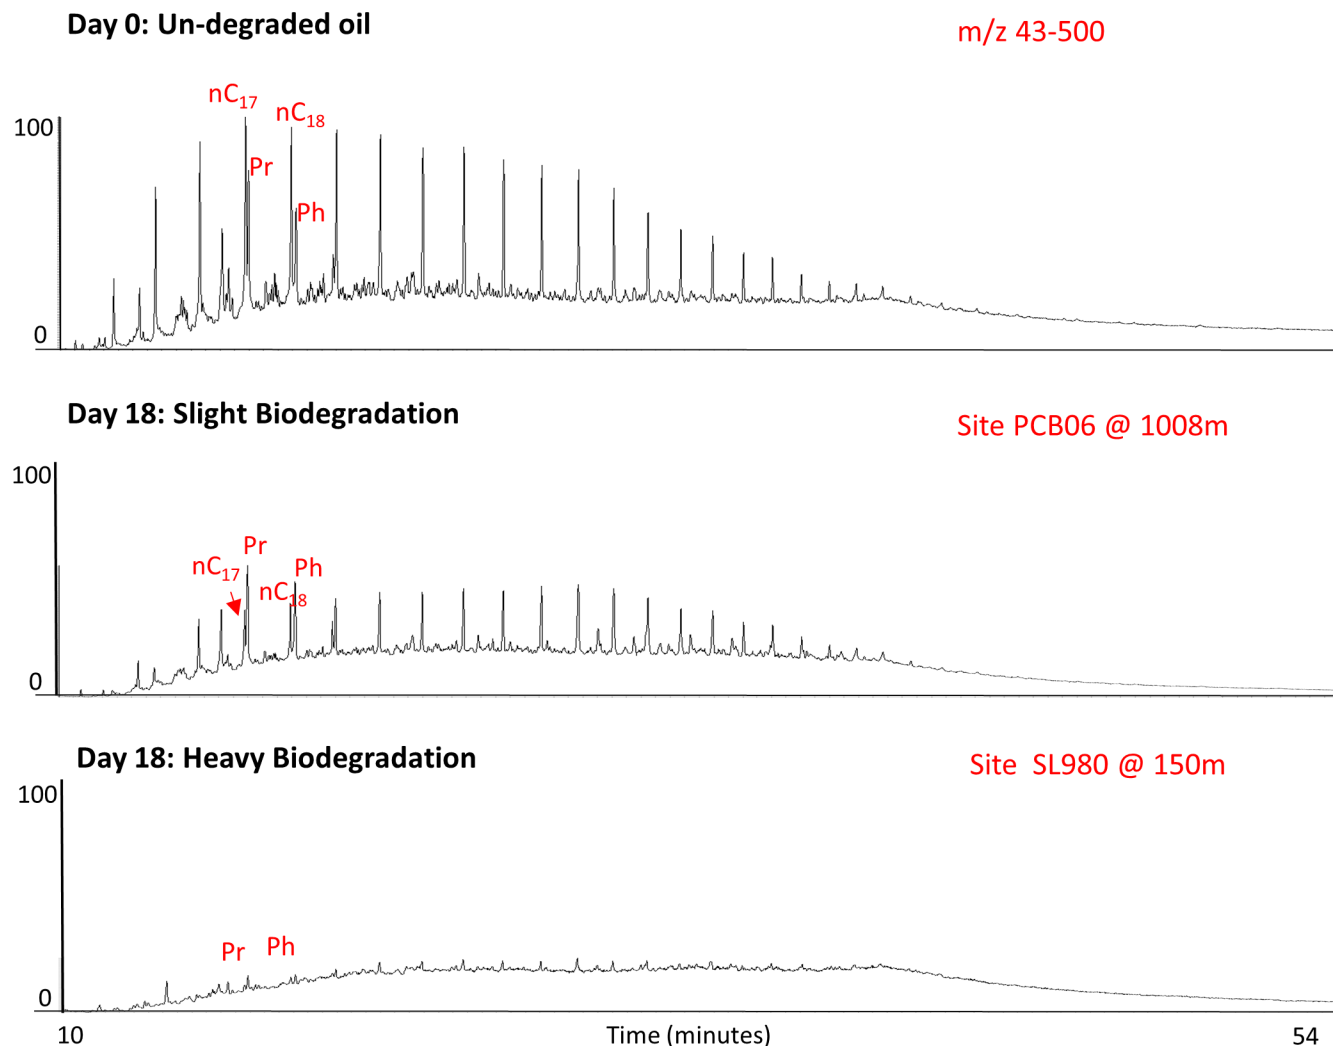 Day 0: Un-degraded oil
m/z 43-500
nC₁₇
nC₁₈
100
Pr
Ph
0
Day 18: Slight Biodegradation
Site PCB06 @ 1008m
100
Pr
nC₁₇
Ph
nC₁₈
0
Day 18: Heavy Biodegradation
Site SL980 @ 150m
100
Pr
Ph
0
10
Time (minutes)
54